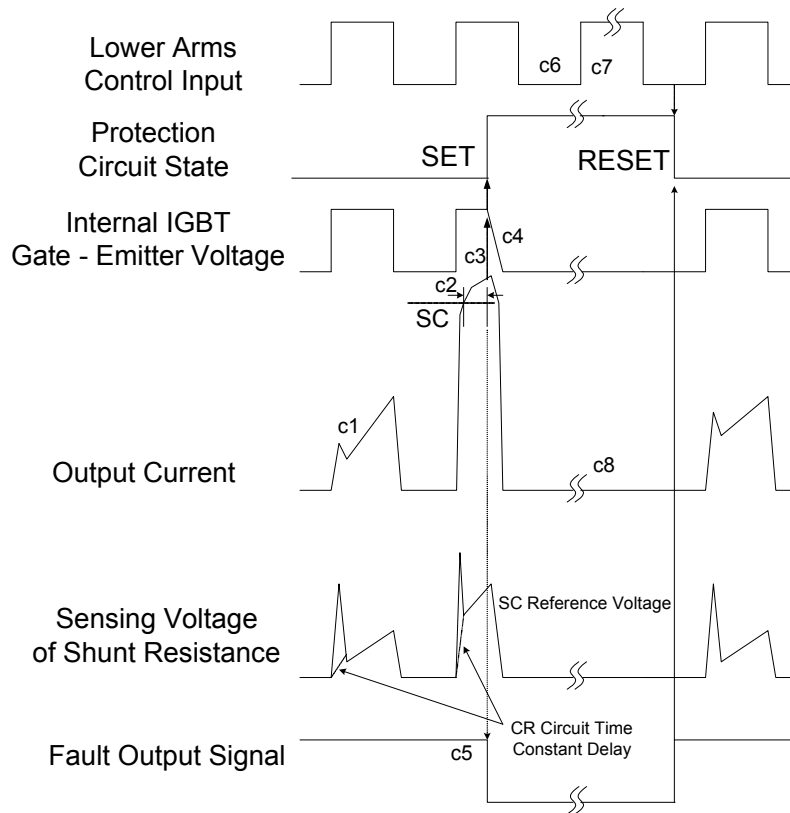 Lower Arms
Control Input
c6
c7
Protection
Circuit State
SET
RESET
Internal IGBT
Gate - Emitter Voltage
c3
c4
c2
SC
c1
Output Current
c8
Sensing Voltage
of Shunt Resistance
SC Reference Voltage
CR Circuit Time
Constant Delay
Fault Output Signal
c5